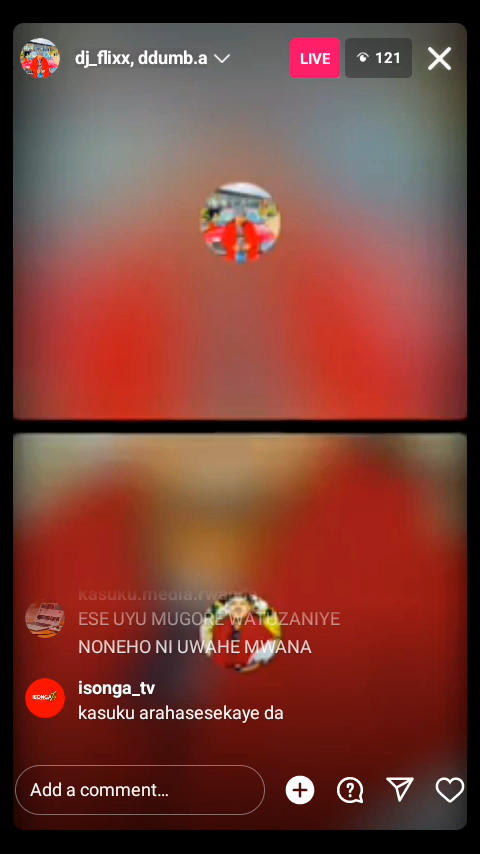 dj_flixx, ddumb.a
LIVE
121
kasuku.media.rwanda
ESE UYU MUGORE WATUZANIYE
NONEHO NI UWAHE MWANA
ISONGA
isonga_tv
kasuku arahasesekaye da
Add a comment...